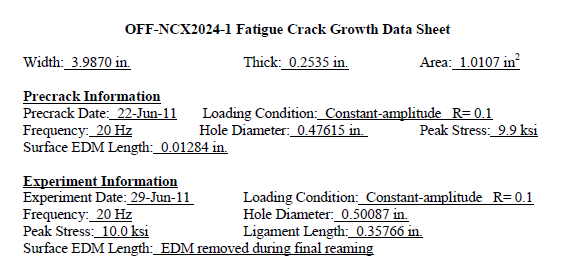 OFF-NCX2024-1 Fatigue Crack Growth Data Sheet
Width: 3.9870 in. Thick: 0.2535 in. Area: 1.0107 in²
Precrack Information
Precrack Date: 22-Jun-11 Loading Condition: Constant-amplitude R= 0.1
Frequency: 20 Hz Hole Diameter: 0.47615 in. Peak Stress: 9.9 ksi
Surface EDM Length: 0.01284 in.
Experiment Information
Experiment Date: 29-Jun-11 Loading Condition: Constant-amplitude R= 0.1
Frequency: 20 Hz Hole Diameter: 0.50087 in.
Peak Stress: 10.0 ksi Ligament Length: 0.35766 in.
Surface EDM Length: EDM removed during final reaming